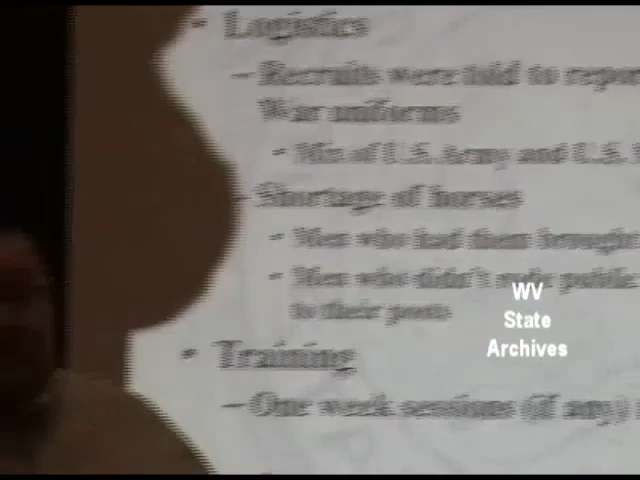 • Logistics
– Recruits were told to repor
War uniforms
– Mix of U.S. Army and U.S.
– Shortage of horses
– Men who had them brought
– Men who didn't rode public
to their posts
• Training
– One week sessions (if any)
WV
State
Archives